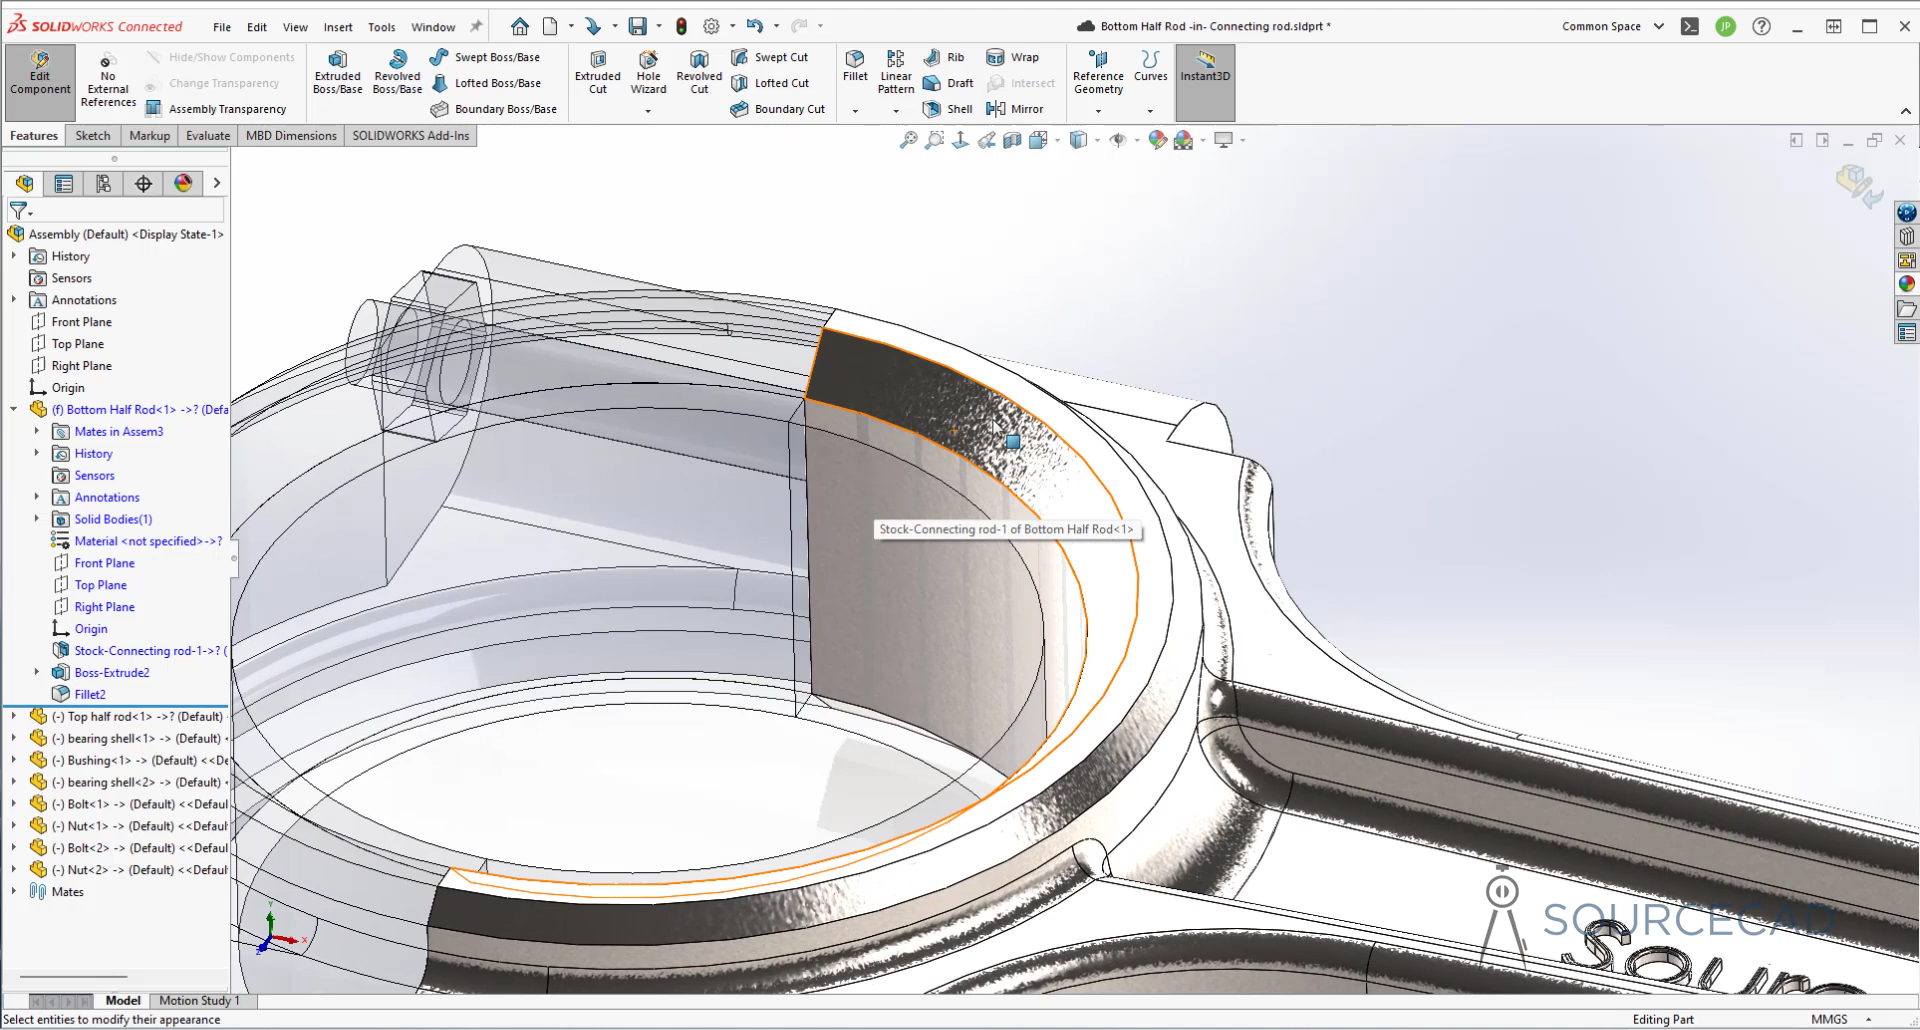 SOLIDWORKS Connected File Edit View Insert Tools Window Bottom Half Rod -in- Connecting rod.sldprt * Common Space JP
Edit Component
No External References
Hide/Show Components
Change Transparency
Assembly Transparency
Extruded Boss/Base
Revolved Boss/Base
Swept Boss/Base
Lofted Boss/Base
Boundary Boss/Base
Extruded Cut
Hole Wizard
Revolved Cut
Swept Cut
Lofted Cut
Boundary Cut
Fillet
Linear Pattern
Rib
Draft
Shell
Wrap
Intersect
Mirror
Reference Geometry
Curves
Instant3D
Features Sketch Markup Evaluate MBD Dimensions SOLIDWORKS Add-Ins
Assembly (Default) <Display State-1>
History
Sensors
Annotations
Front Plane
Top Plane
Right Plane
Origin
(f) Bottom Half Rod<1> ->? (Defa
Mates in Assem3
History
Sensors
Annotations
Solid Bodies(1)
Material <not specified>->?
Front Plane
Top Plane
Right Plane
Origin
Stock-Connecting rod-1->? (
Boss-Extrude2
Fillet2
(-) Top half rod<1> ->? (Default)
(-) bearing shell<1> -> (Default)
(-) Bushing<1> -> (Default) <<De
(-) bearing shell<2> -> (Default)
(-) Bolt<1> -> (Default) <<Defaul
(-) Nut<1> -> (Default) <<Defaul
(-) Bolt<2> -> (Default) <<Defaul
(-) Nut<2> -> (Default) <<Defaul
Mates
Stock-Connecting rod-1 of Bottom Half Rod<1>
SOURCECAD
Y
X
Z
Model Motion Study 1
Select entities to modify their appearance Editing Part MMGS